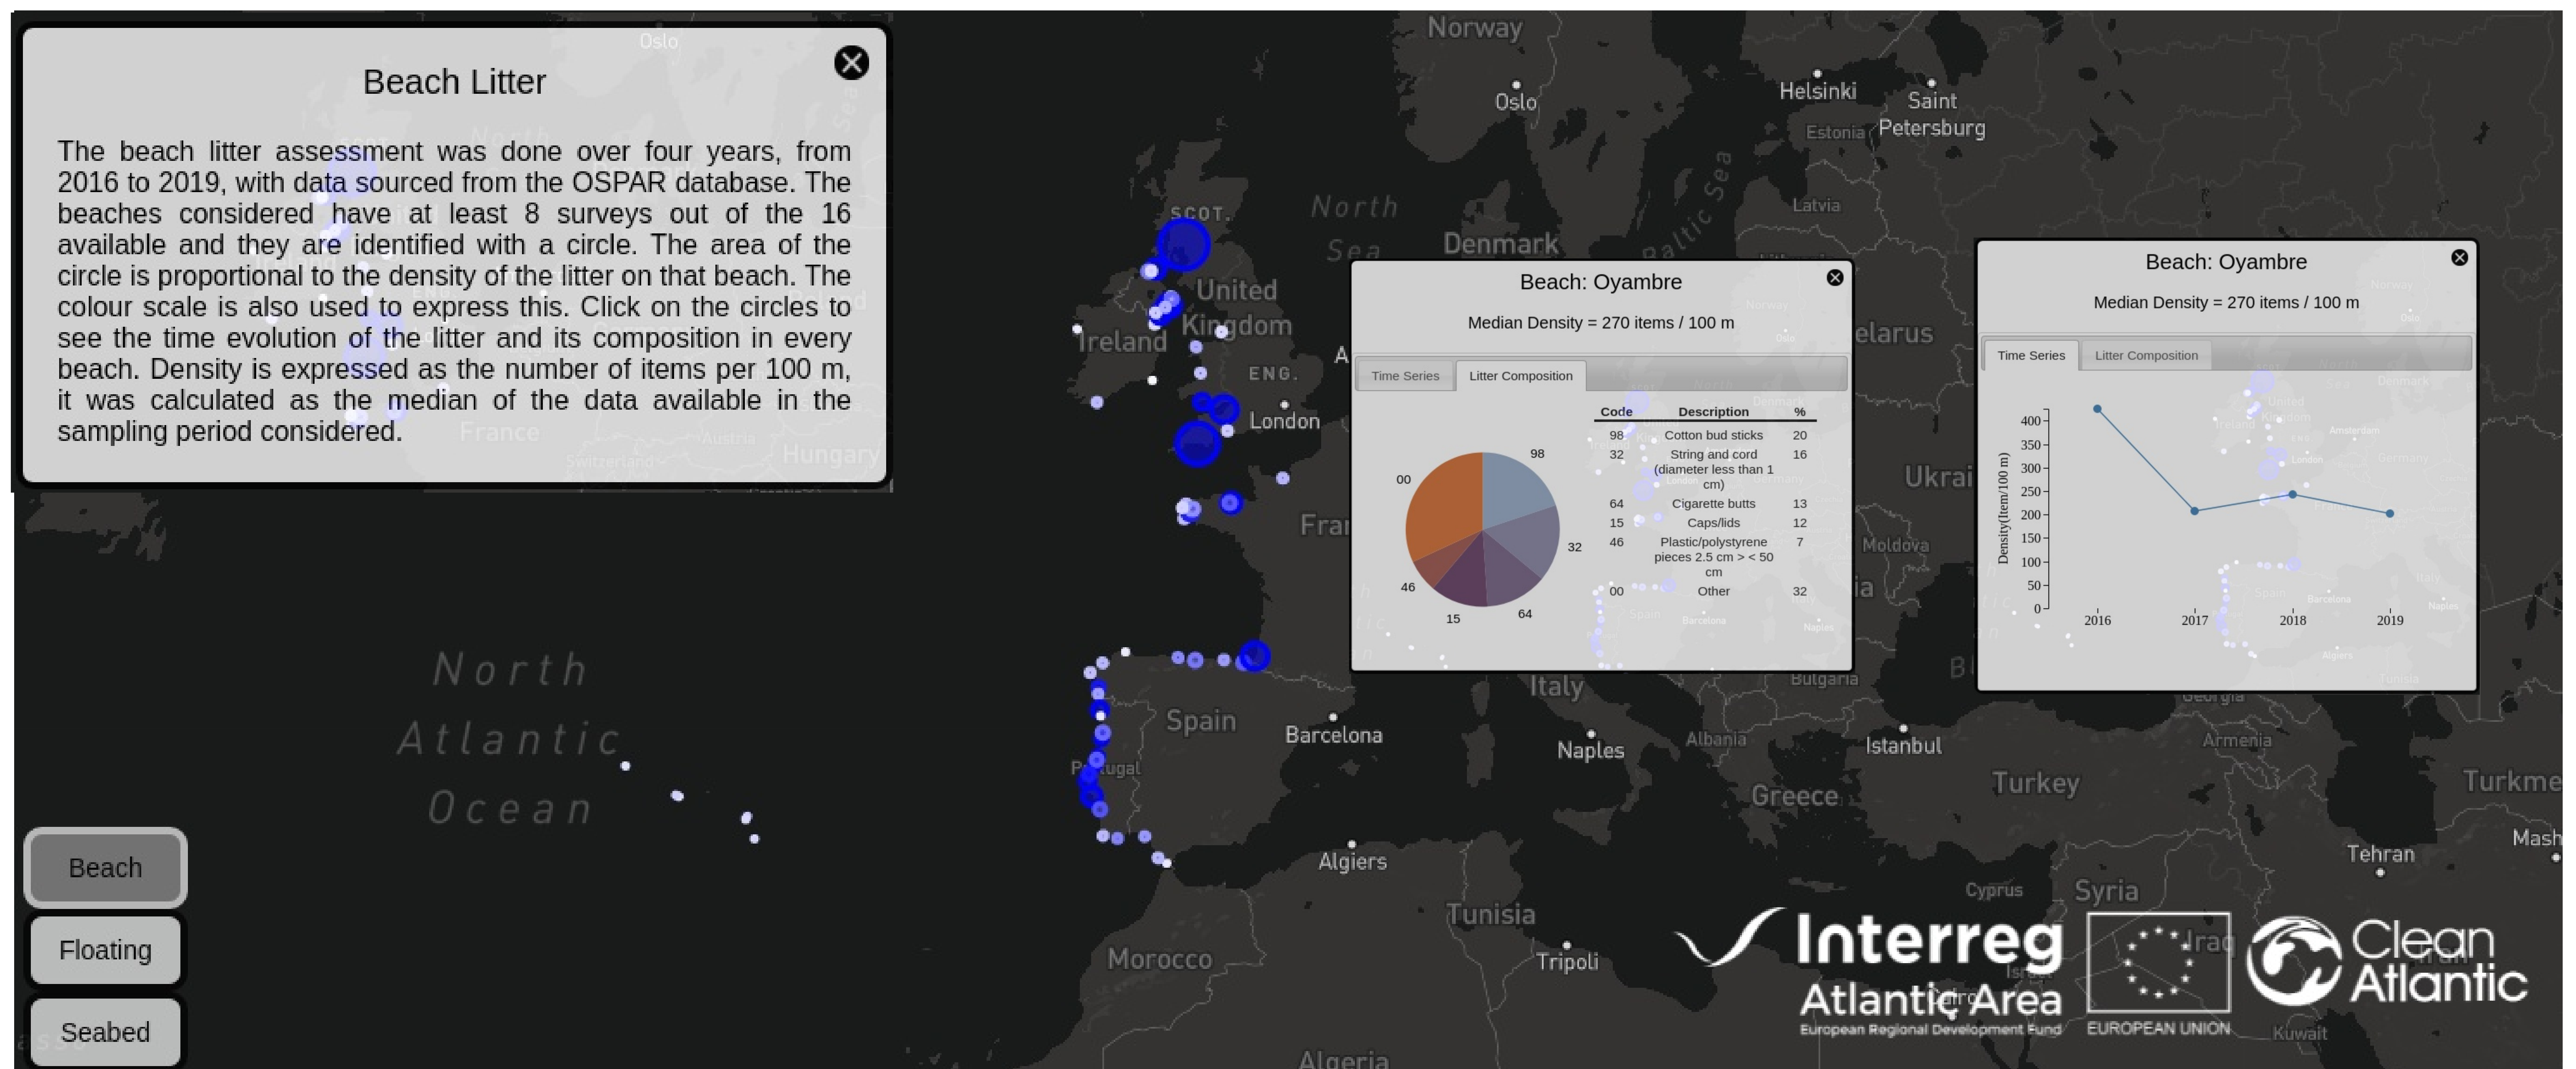 Beach Litter
The beach litter assessment was done over four years, from
2016 to 2019, with data sourced from the OSPAR database. The
beaches considered have at least 8 surveys out of the 16
available and they are identified with a circle. The area of the
circle is proportional to the density of the litter on that beach. The
colour scale is also used to express this. Click on the circles to
see the time evolution of the litter and its composition in every
beach. Density is expressed as the number of items per 100 m,
it was calculated as the median of the data available in the
sampling period considered.
Beach
Floating
Seabed
North
Atlantic
Ocean
Norway
Oslo
Helsinki
Saint
Petersburg
Estonia
Latvia
Baltic Sea
North
Sea
Denmark
SCOT.
United
Kingdom
Ireland
ENG.
London
Spain
Barcelona
Portugal
Italy
Naples
Albania
Bulgaria
Greece
Istanbul
Turkey
Georgia
Armenia
Moldova
Algiers
Tunisia
Tripoli
Morocco
Algeria
Cyprus
Syria
Tehran
Iraq
Cairo
Kuwait
Beach: Oyambre
Median Density = 270 items / 100 m
Time Series
Litter Composition
Code Description %
98 Cotton bud sticks 20
32 String and cord 16
(diameter less than 1
cm)
64 Cigarette butts 13
15 Caps/lids 12
46 Plastic/polystyrene 7
pieces 2.5 cm > < 50
cm
00 Other 32
98
32
64
15
46
00
Beach: Oyambre
Median Density = 270 items / 100 m
Time Series
Litter Composition
Density(Item/100 m)
400
350
300
250
200
150
100
50
0
2016
2017
2018
2019
Interreg
Atlantic Area
European Regional Development Fund
EUROPEAN UNION
Clean
Atlantic